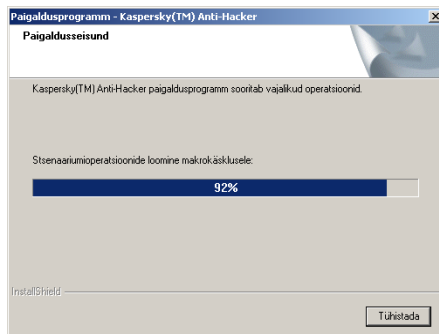 Paigaldusprogramm - Kaspersky(TM) Anti-Hacker
Paigaldusseisund
Kaspersky(TM) Anti-Hacker paigaldusprogramm sooritab vajalikud operatsioonid.
Stsenaariumioperatsioonide loomine makrokäsklusele:
92%
InstallShield
Tühistada